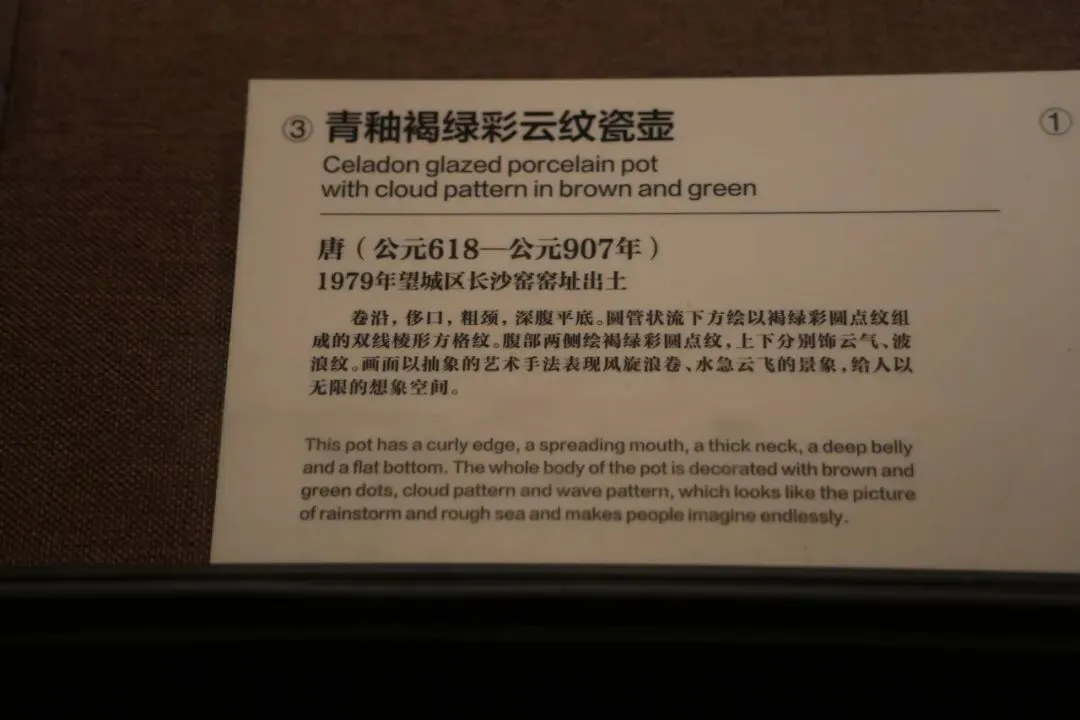 ③ 青釉褐绿彩云纹瓷壶
Celadon glazed porcelain pot
with cloud pattern in brown and green
唐（公元618—公元907年）
1979年望城区长沙窑窑址出土
卷沿，侈口，粗颈，深腹平底。圆管状流下方绘以褐绿彩圆点纹组
成的双线棱形方格纹。腹部两侧绘褐绿彩圆点纹，上下分别饰云气、波
浪纹。画面以抽象的艺术手法表现风旋浪卷、水急云飞的景象，给人以
无限的想象空间。
This pot has a curly edge, a spreading mouth, a thick neck, a deep belly
and a flat bottom. The whole body of the pot is decorated with brown and
green dots, cloud pattern and wave pattern, which looks like the picture
of rainstorm and rough sea and makes people imagine endlessly.
①